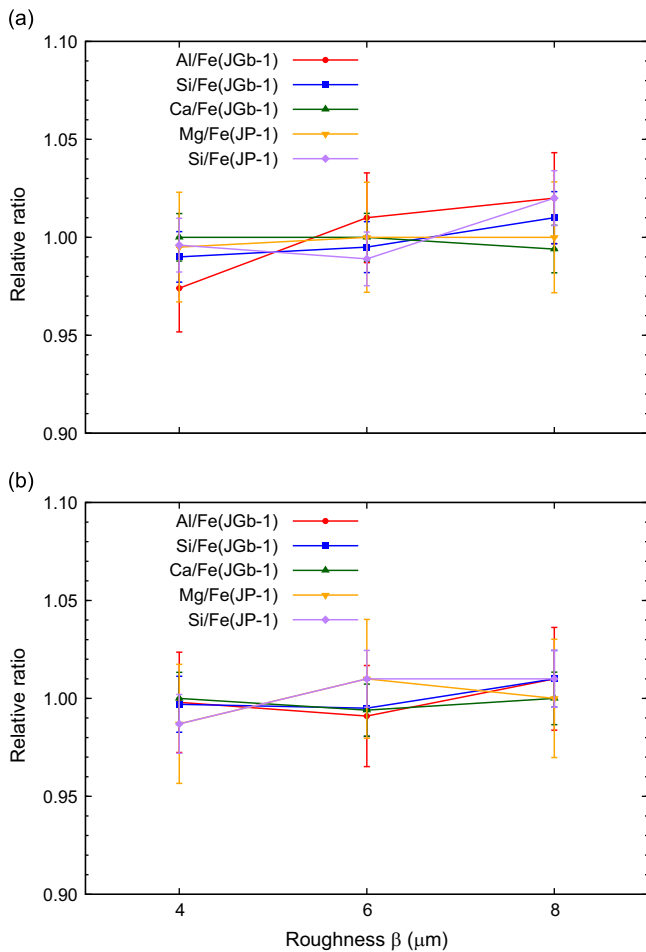 (a)
1.10
1.05
1.00
0.95
0.90
Relative ratio
Al/Fe(JGb-1)
Si/Fe(JGb-1)
Ca/Fe(JGb-1)
Mg/Fe(JP-1)
Si/Fe(JP-1)
(b)
1.10
1.05
1.00
0.95
0.90
Relative ratio
Al/Fe(JGb-1)
Si/Fe(JGb-1)
Ca/Fe(JGb-1)
Mg/Fe(JP-1)
Si/Fe(JP-1)
4 6 8
Roughness β (μm)